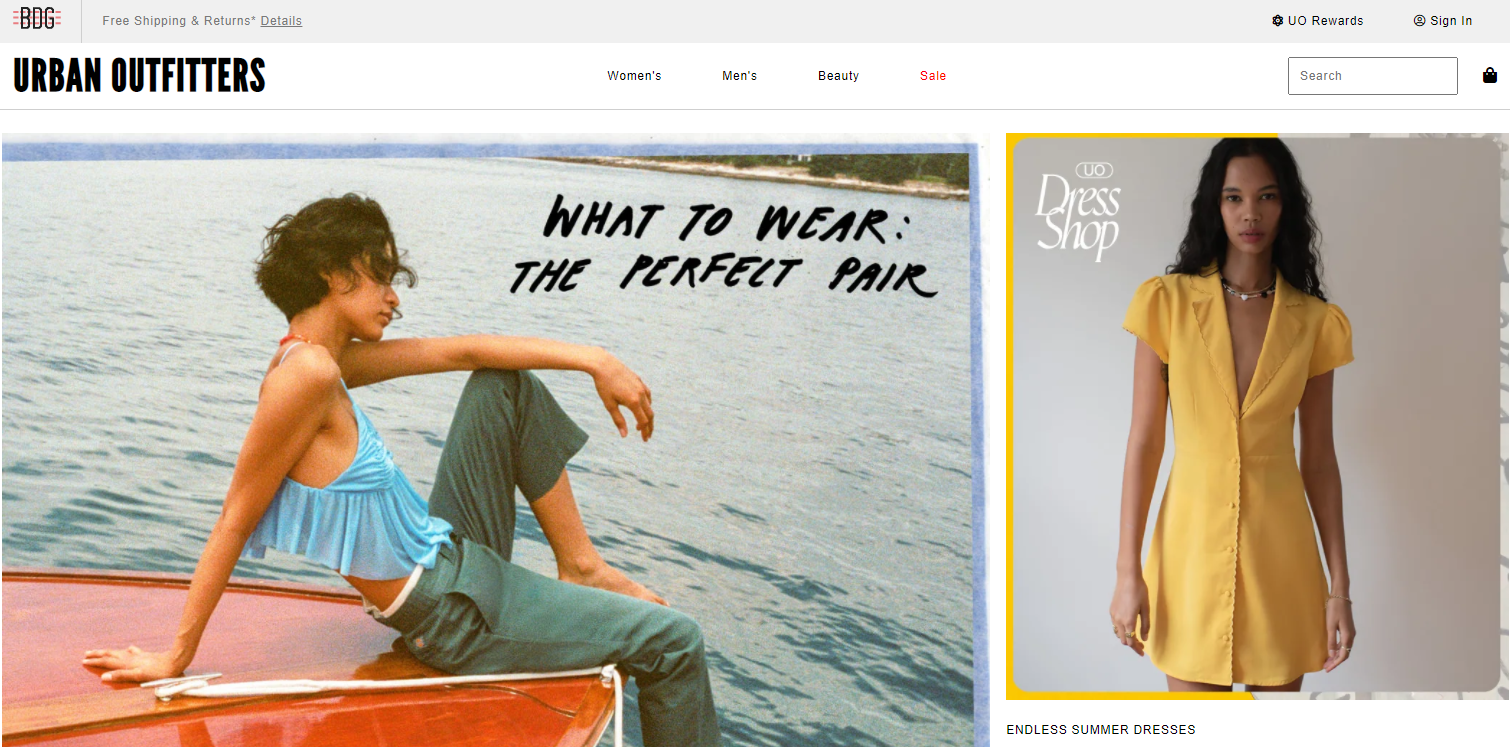 BDG
Free Shipping & Returns* Details
UO Rewards
Sign In
URBAN OUTFITTERS
Women's
Men's
Beauty
Sale
Search
WHAT TO WEAR:
THE PERFECT PAIR
UO
Dress
Shop
ENDLESS SUMMER DRESSES